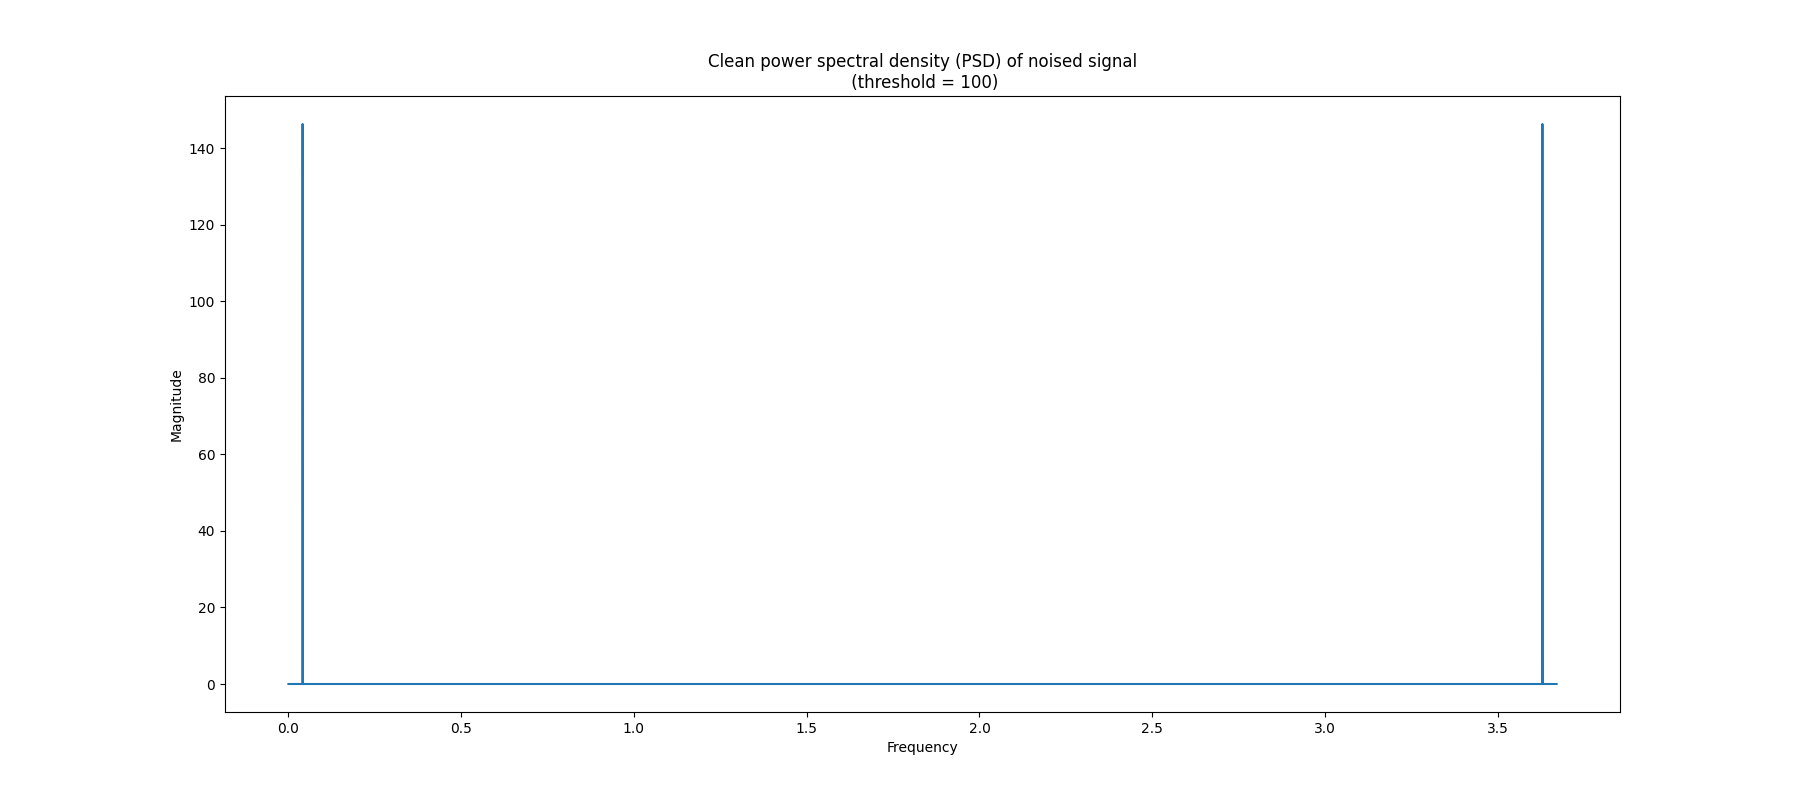 Clean power spectral density (PSD) of noised signal
(threshold = 100)
140
120
100
80
60
40
20
0
Magnitude
0.0 0.5 1.0 1.5 2.0 2.5 3.0 3.5
Frequency